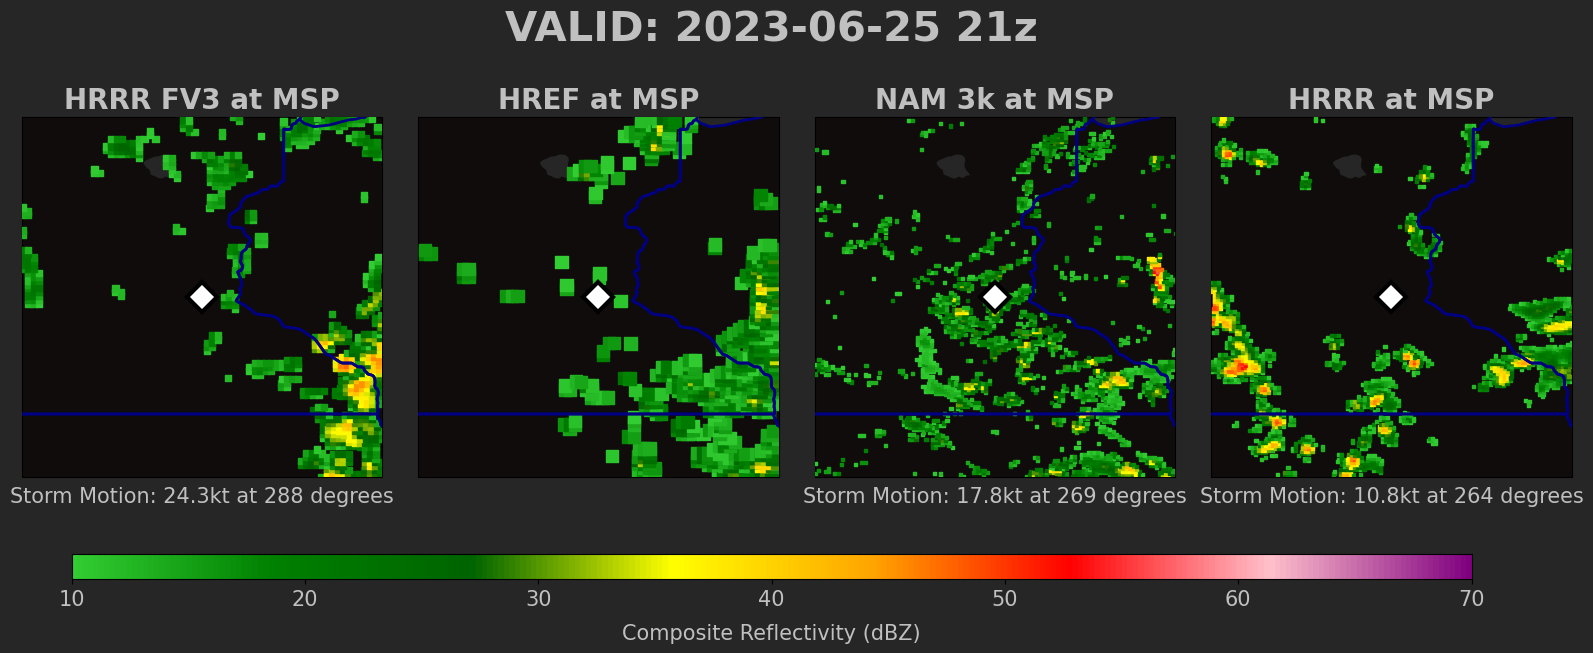 VALID: 2023-06-25 21z
HRRR FV3 at MSP
HREF at MSP
NAM 3k at MSP
HRRR at MSP
Storm Motion: 24.3kt at 288 degrees
Storm Motion: 17.8kt at 269 degrees
Storm Motion: 10.8kt at 264 degrees
10 20 30 40 50 60 70
Composite Reflectivity (dBZ)